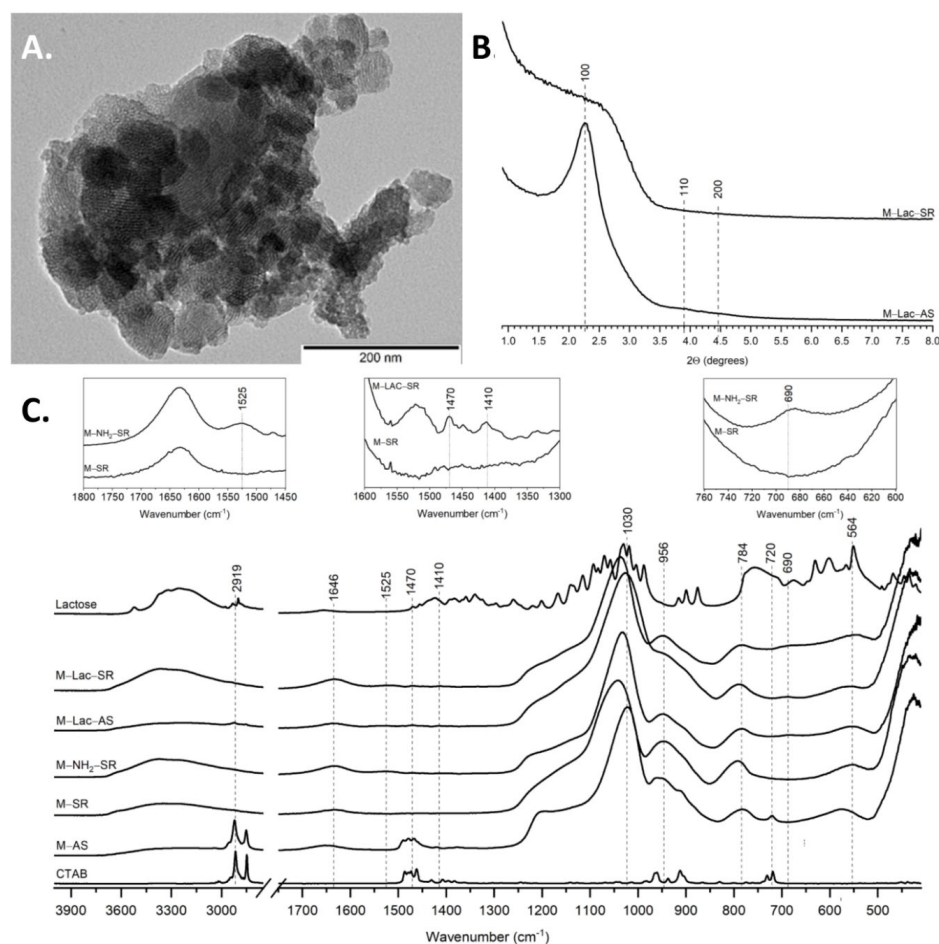 A.
200 nm
B.
100
110
200
M–Lac–SR
M–Lac–AS
1.0 1.5 2.0 2.5 3.0 3.5 4.0 4.5 5.0 5.5 6.0 6.5 7.0 7.5 8.0
2Θ (degrees)
C.
1525
M–NH₂–SR
M–SR
1800 1750 1700 1650 1600 1550 1500 1450
Wavenumber (cm⁻¹)
M–LAC–SR
1470
1410
M–SR
1600 1550 1500 1450 1400 1350 1300
Wavenumber (cm⁻¹)
690
M–NH₂–SR
M–SR
760 740 720 700 680 660 640 620 600
Wavenumber (cm⁻¹)
2919
1646
1525
1470
1410
1030
956
784
720
690
564
Lactose
M–Lac–SR
M–Lac–AS
M–NH₂–SR
M–SR
M–AS
CTAB
3900 3600 3300 3000 1700 1600 1500 1400 1300 1200 1100 1000 900 800 700 600 500
Wavenumber (cm⁻¹)